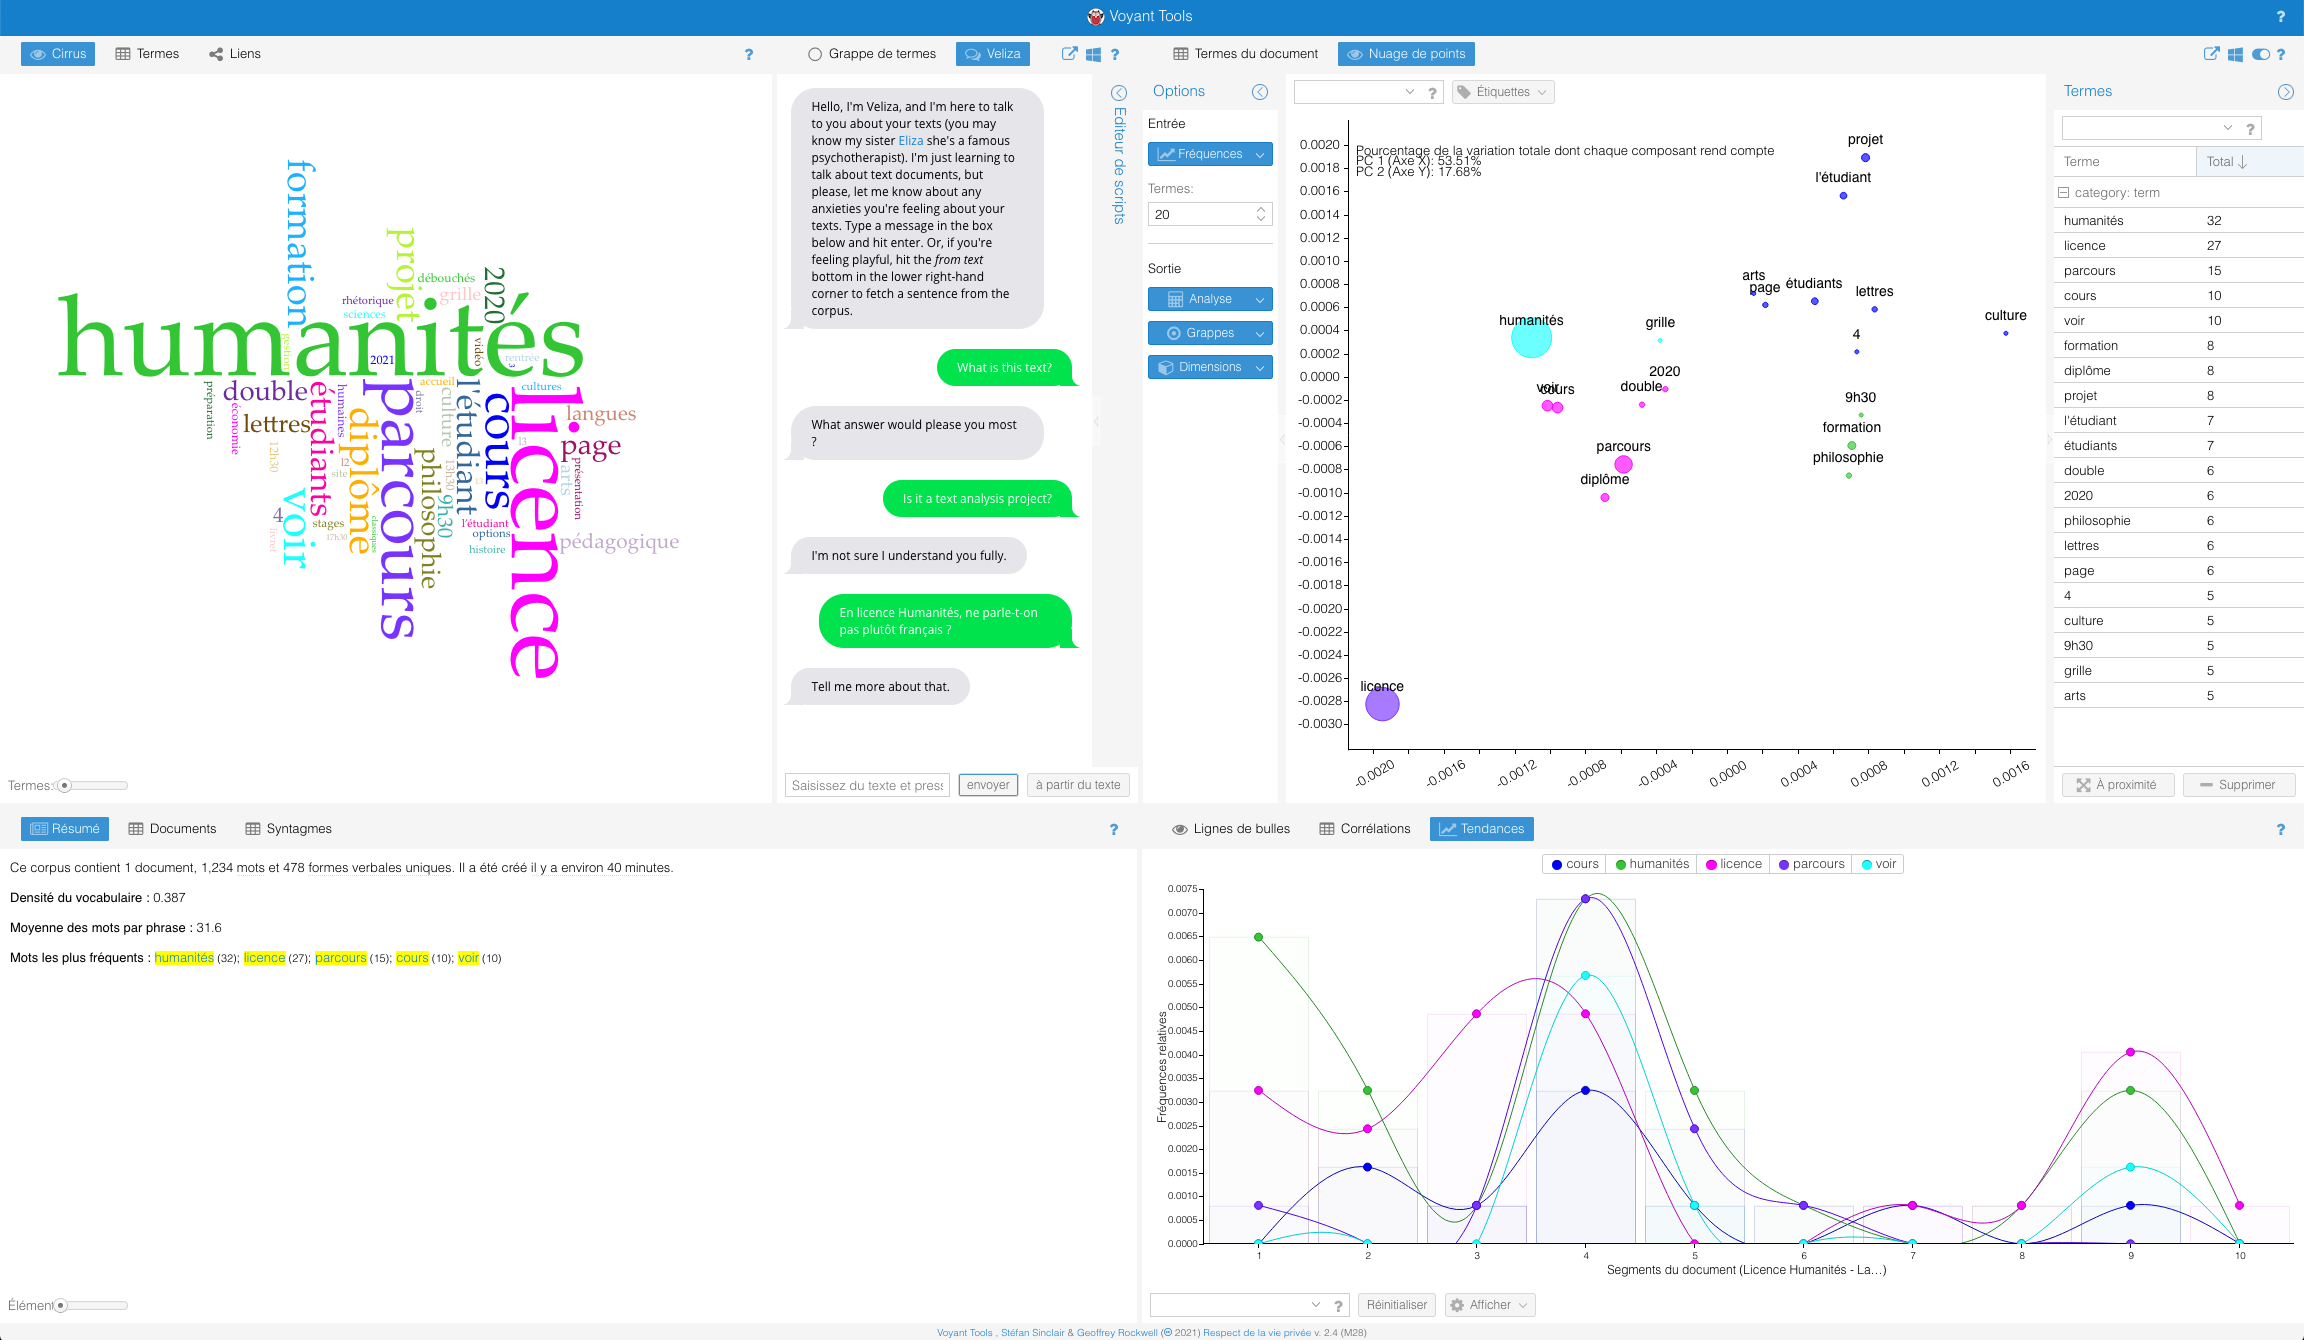 Voyant Tools
?
Cirrus
Termes
Liens
?
formation
projet
débouchés
2020
grille
rhétorique
sciences
humanités
gestion
2021
vidéo
rentrée
préparation
double
économie
lettres
étudiants
humaines
diplôme
parcours
droit
accueil
culture
l'étudiant
cours
cultures
licence
langues
page
arts
présentation
12h30
l2
site
l3
13h30
philosophie
9h30
4
voir
livret
stages
17h30
classiques
l'étudiant
options
histoire
pédagogique
Termes:
Grappe de termes
Veliza
?
Hello, I'm Veliza, and I'm here to talk
to you about your texts (you may
know my sister Eliza she's a famous
psychotherapist). I'm just learning to
talk about text documents, but
please, let me know about any
anxieties you're feeling about your
texts. Type a message in the box
below and hit enter. Or, if you're
feeling playful, hit the from text
bottom in the lower right-hand
corner to fetch a sentence from the
corpus.
What is this text?
What answer would please you most
?
Is it a text analysis project?
I'm not sure I understand you fully.
En licence Humanités, ne parle-t-on
pas plutôt français ?
Tell me more about that.
Saisissez du texte et press
envoyer
à partir du texte
Editeur de scripts
Termes du document
Nuage de points
?
Options
Entrée
Fréquences
Termes:
20
Sortie
Analyse
Grappes
Dimensions
?
Étiquettes
Pourcentage de la variation totale dont chaque composant rend compte
PC 1 (Axe X): 53.51%
PC 2 (Axe Y): 17.68%
0.0020
0.0018
0.0016
0.0014
0.0012
0.0010
0.0008
0.0006
0.0004
0.0002
0.0000
-0.0002
-0.0004
-0.0006
-0.0008
-0.0010
-0.0012
-0.0014
-0.0016
-0.0018
-0.0020
-0.0022
-0.0024
-0.0026
-0.0028
-0.0030
projet
l'étudiant
arts
page
étudiants
lettres
culture
humanités
grille
4
voir
cours
2020
double
9h30
formation
parcours
philosophie
diplôme
licence
-0.0020
-0.0016
-0.0012
-0.0008
-0.0004
0.0000
0.0004
0.0008
0.0012
0.0016
Termes
?
Terme
Total
category: term
humanités 32
licence 27
parcours 15
cours 10
voir 10
formation 8
diplôme 8
projet 8
l'étudiant 7
étudiants 7
double 6
2020 6
philosophie 6
lettres 6
page 6
4 5
culture 5
9h30 5
grille 5
arts 5
À proximité
Supprimer
Résumé
Documents
Syntagmes
?
Ce corpus contient 1 document, 1,234 mots et 478 formes verbales uniques. Il a été créé il y a environ 40 minutes.
Densité du vocabulaire : 0.387
Moyenne des mots par phrase : 31.6
Mots les plus fréquents : humanités (32); licence (27); parcours (15); cours (10); voir (10)
Élément
Lignes de bulles
Corrélations
Tendances
?
cours
humanités
licence
parcours
voir
Fréquences relatives
0.0075
0.0070
0.0065
0.0060
0.0055
0.0050
0.0045
0.0040
0.0035
0.0030
0.0025
0.0020
0.0015
0.0010
0.0005
0.0000
1 2 3 4 5 6 7 8 9 10
Segments du document (Licence Humanités - La…)
?
Réinitialiser
Afficher
Voyant Tools , Stéfan Sinclair & Geoffrey Rockwell (cc 2021) Respect de la vie privée v. 2.4 (M28)